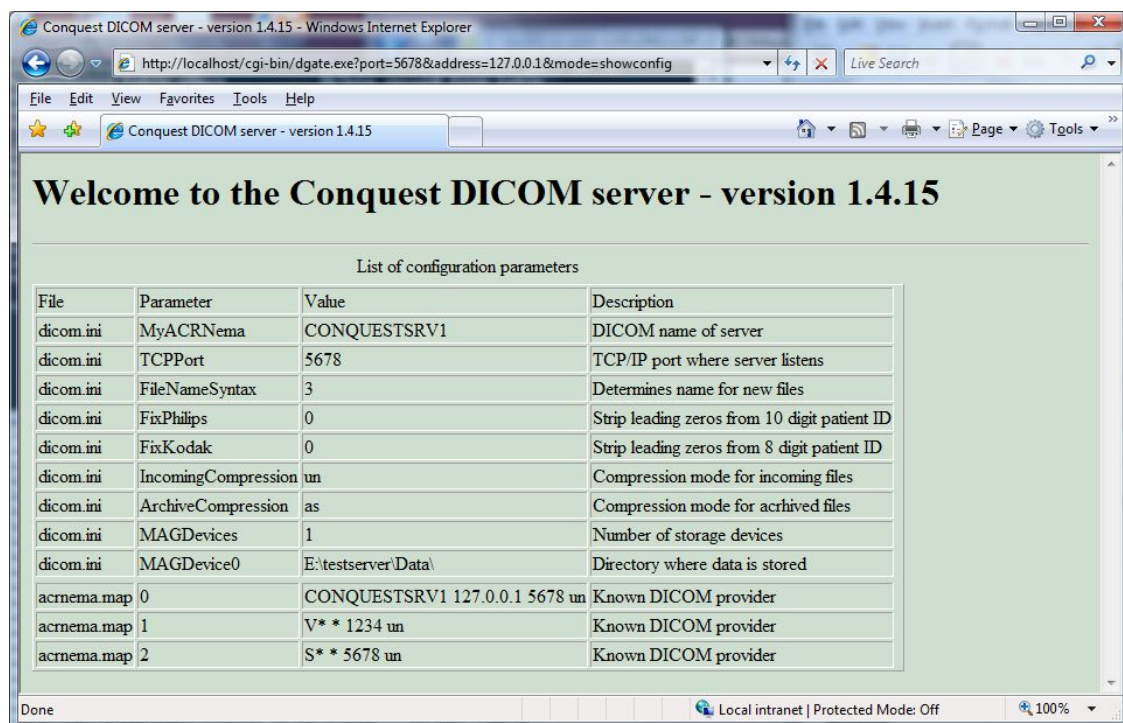 Conquest DICOM server - version 1.4.15 - Windows Internet Explorer
http://localhost/cgi-bin/dgate.exe?port=5678&address=127.0.0.1&mode=showconfig Live Search
File Edit View Favorites Tools Help
Conquest DICOM server - version 1.4.15 Page Tools
Welcome to the Conquest DICOM server - version 1.4.15
List of configuration parameters
File Parameter Value Description
dicom.ini MyACRNema CONQUESTSRV1 DICOM name of server
dicom.ini TCPPort 5678 TCP/IP port where server listens
dicom.ini FileNameSyntax 3 Determines name for new files
dicom.ini FixPhilips 0 Strip leading zeros from 10 digit patient ID
dicom.ini FixKodak 0 Strip leading zeros from 8 digit patient ID
dicom.ini IncomingCompression un Compression mode for incoming files
dicom.ini ArchiveCompression as Compression mode for acrhived files
dicom.ini MAGDevices 1 Number of storage devices
dicom.ini MAGDevice0 E:\testserver\Data\ Directory where data is stored
acrnema.map 0 CONQUESTSRV1 127.0.0.1 5678 un Known DICOM provider
acrnema.map 1 V* * 1234 un Known DICOM provider
acrnema.map 2 S* * 5678 un Known DICOM provider
Done Local intranet | Protected Mode: Off 100%